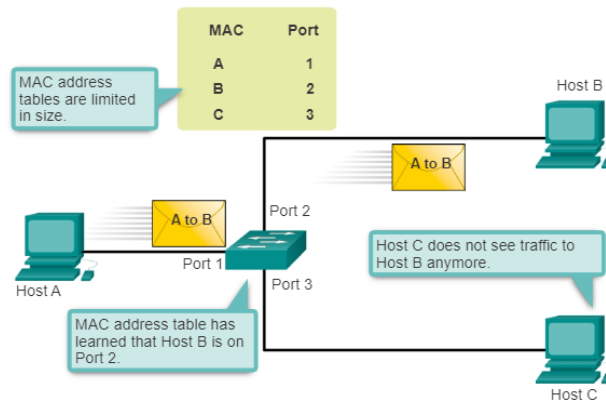 MAC Port
A 1
B 2
C 3
MAC address
tables are limited
in size.
Host B
A to B
A to B
Port 2
Host C does not see traffic to
Host B anymore.
Port 1
Host A
Port 3
MAC address table has
learned that Host B is on
Port 2.
Host C